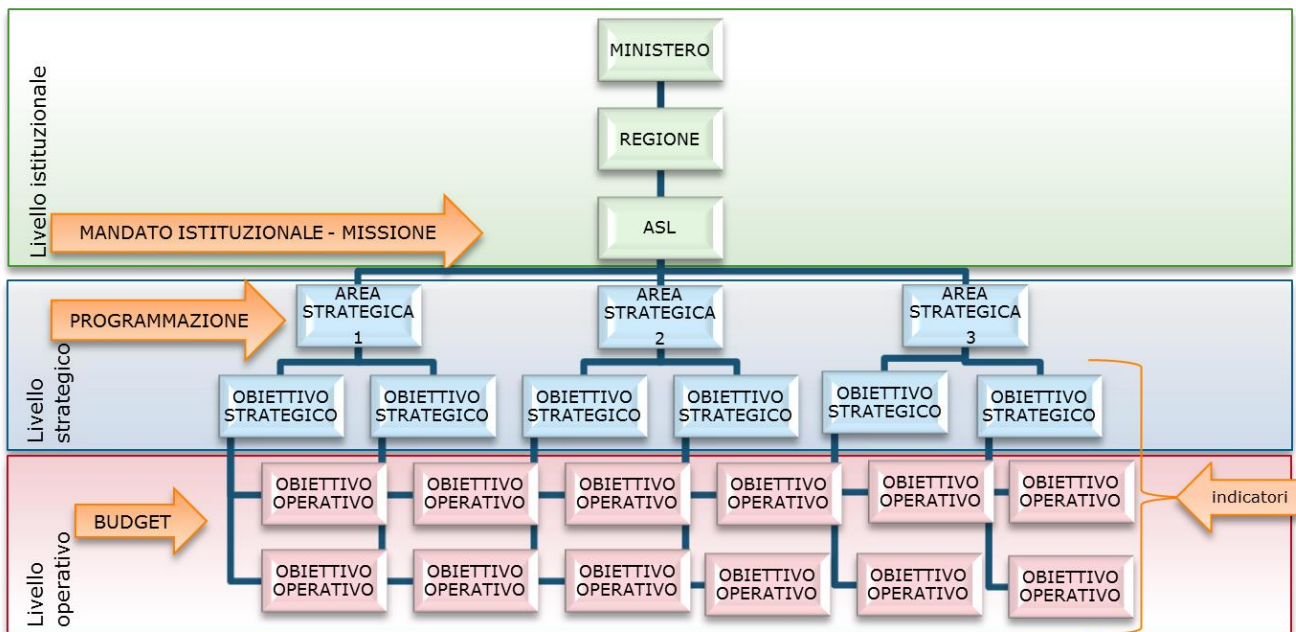 Livello istituzionale
MINISTERO
REGIONE
MANDATO ISTITUZIONALE - MISSIONE
ASL
Livello
strategico
PROGRAMMAZIONE
AREA
STRATEGICA
1
AREA
STRATEGICA
2
AREA
STRATEGICA
3
OBIETTIVO
STRATEGICO
OBIETTIVO
STRATEGICO
OBIETTIVO
STRATEGICO
OBIETTIVO
STRATEGICO
OBIETTIVO
STRATEGICO
OBIETTIVO
STRATEGICO
Livello
operativo
BUDGET
OBIETTIVO
OPERATIVO
OBIETTIVO
OPERATIVO
OBIETTIVO
OPERATIVO
OBIETTIVO
OPERATIVO
OBIETTIVO
OPERATIVO
OBIETTIVO
OPERATIVO
indicatori
OBIETTIVO
OPERATIVO
OBIETTIVO
OPERATIVO
OBIETTIVO
OPERATIVO
OBIETTIVO
OPERATIVO
OBIETTIVO
OPERATIVO
OBIETTIVO
OPERATIVO